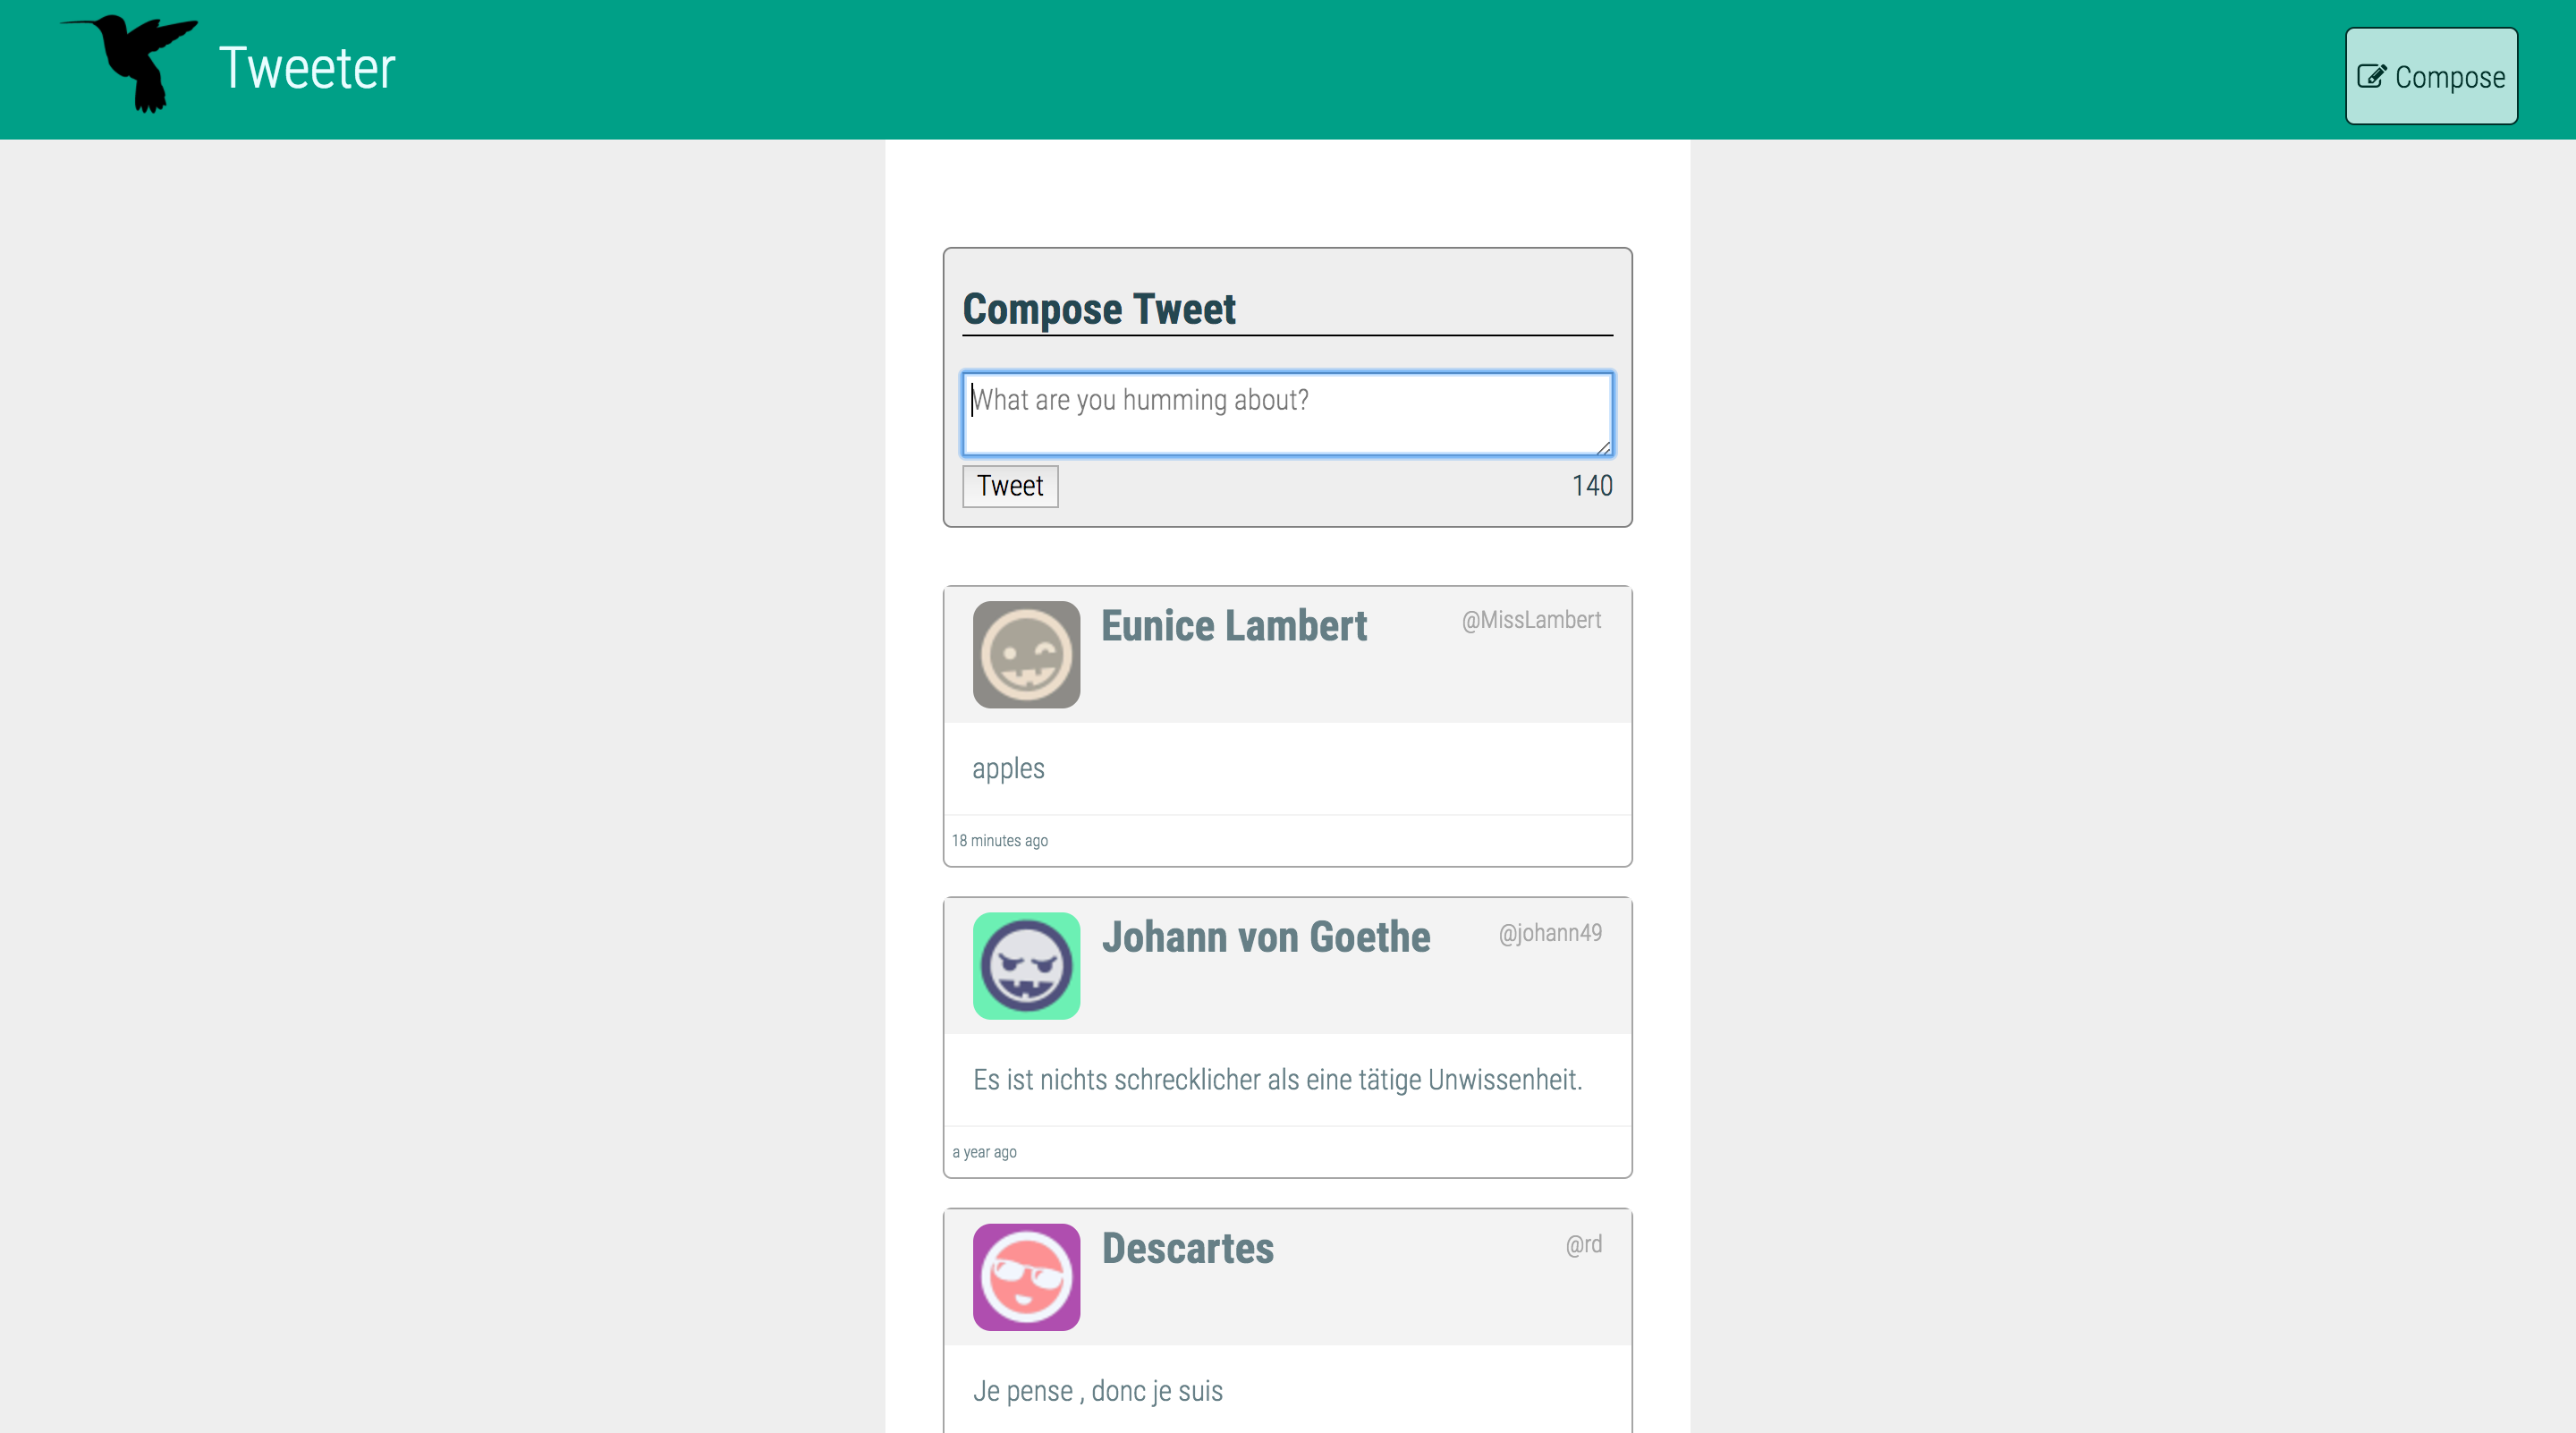 Tweeter
Compose
Compose Tweet
What are you humming about?
Tweet
140
Eunice Lambert
@MissLambert
apples
18 minutes ago
Johann von Goethe
@johann49
Es ist nichts schrecklicher als eine tätige Unwissenheit.
a year ago
Descartes
@rd
Je pense , donc je suis